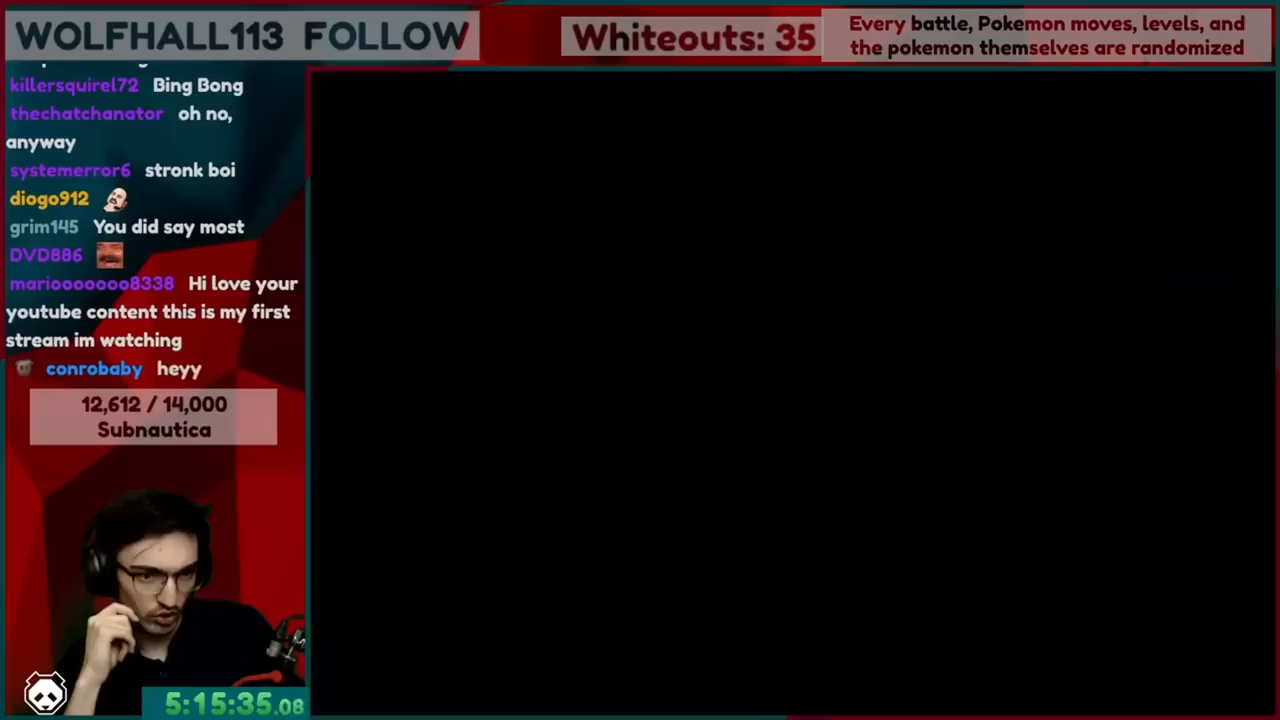 WOLFHALL113 FOLLOW
Whiteouts: 35
Every battle, Pokemon moves, levels, and
the pokemon themselves are randomized
killersquirel72 Bing Bong
thechatchanator oh no,
anyway
systemerror6 stronk boi
diogo912
grim145 You did say most
DVD886
mariooooooo8338 Hi love your
youtube content this is my first
stream im watching
conrobaby heyy
12,612 / 14,000
Subnautica
5:15:35.08